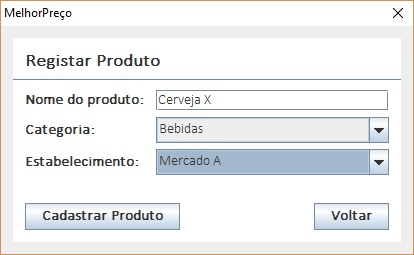 MelhorPreço
Registar Produto
Nome do produto: Cerveja X
Categoria: Bebidas
Estabelecimento: Mercado A
Cadastrar Produto Voltar